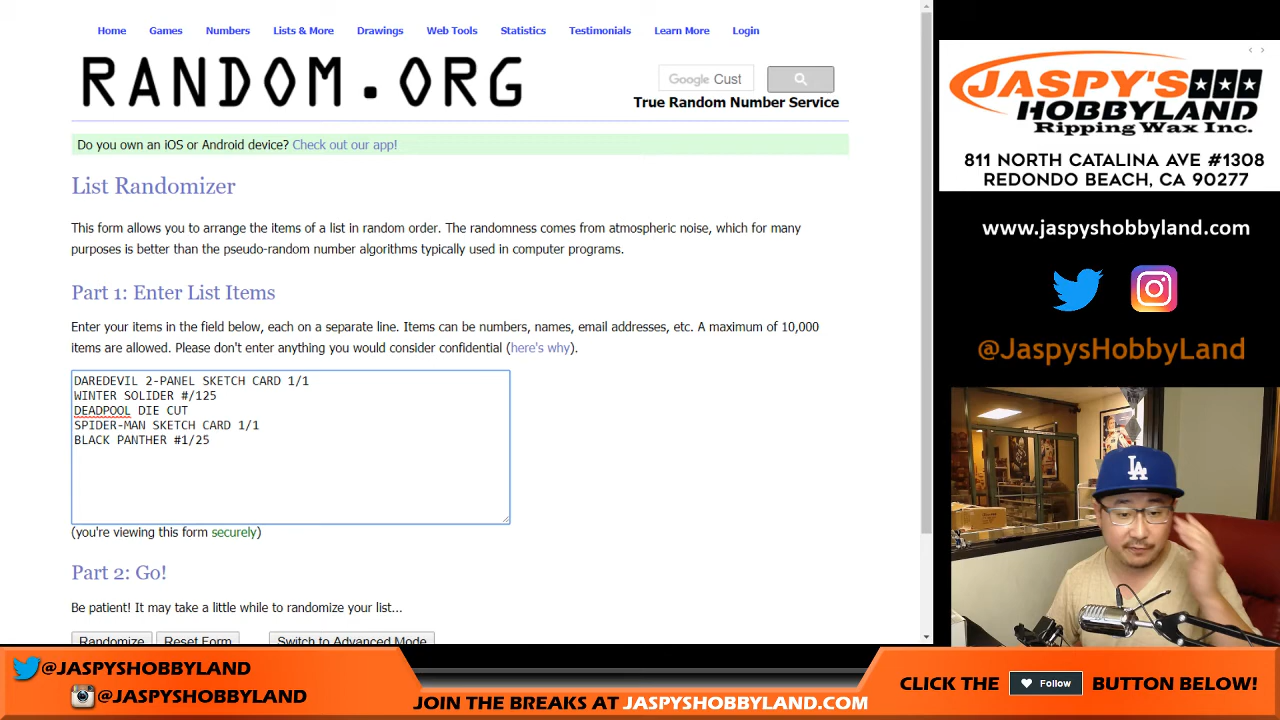 Home Games Numbers Lists & More Drawings Web Tools Statistics Testimonials Learn More Login
RANDOM.ORG
Google Cust
True Random Number Service
Do you own an iOS or Android device? Check out our app!
List Randomizer
This form allows you to arrange the items of a list in random order. The randomness comes from atmospheric noise, which for many
purposes is better than the pseudo-random number algorithms typically used in computer programs.
Part 1: Enter List Items
Enter your items in the field below, each on a separate line. Items can be numbers, names, email addresses, etc. A maximum of 10,000
items are allowed. Please don't enter anything you would consider confidential (here's why).
DAREDEVIL 2-PANEL SKETCH CARD 1/1
WINTER SOLIDER #/125
DEADPOOL DIE CUT
SPIDER-MAN SKETCH CARD 1/1
BLACK PANTHER #1/25
(you're viewing this form securely)
Part 2: Go!
Be patient! It may take a little while to randomize your list...
Randomize Reset Form Switch to Advanced Mode
JASPY'S
HOBBYLAND
Ripping Wax Inc.
811 NORTH CATALINA AVE #1308
REDONDO BEACH, CA 90277
www.jaspyshobbyland.com
@JaspysHobbyLand
LA
@JASPYSHOBBYLAND
@JASPYSHOBBYLAND
JOIN THE BREAKS AT JASPYSHOBBYLAND.COM
CLICK THE Follow BUTTON BELOW!